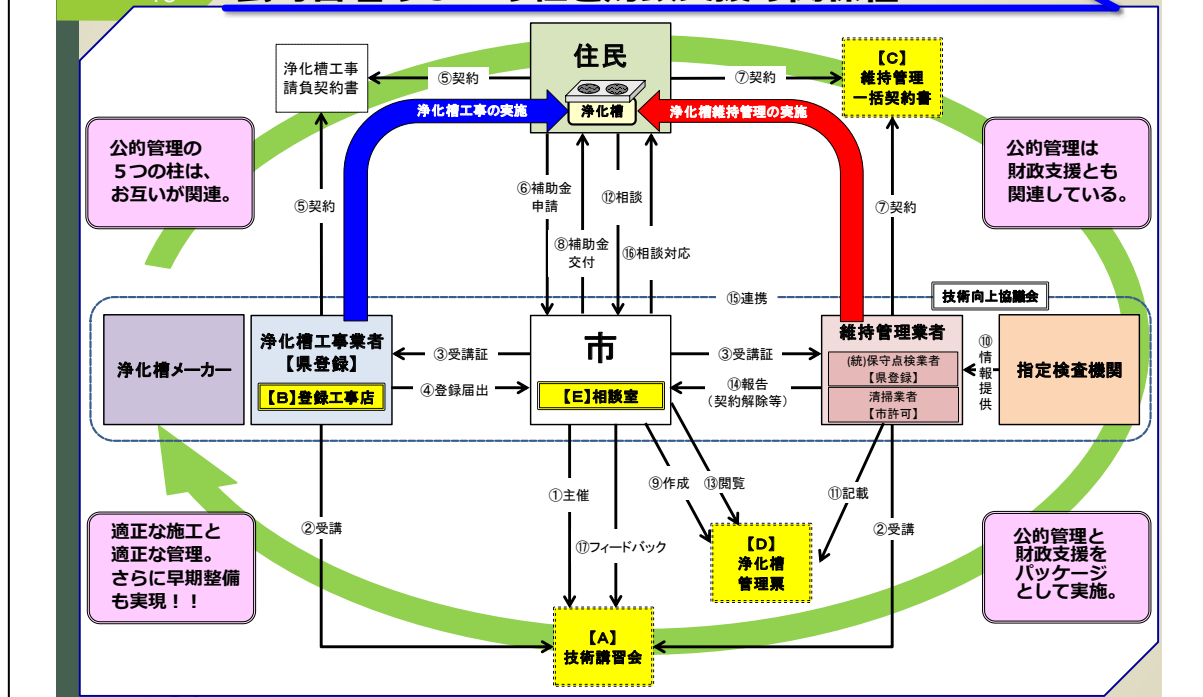 住民
【C】
維持管理
一括契約書
浄化槽工事
請負契約書
⑤契約
⑦契約
浄化槽工事の実施
浄化槽
浄化槽維持管理の実施
公的管理の
５つの柱は、
お互いが関連。
公的管理は
財政支援とも
関連している。
⑤契約
⑥補助金
申請
⑧補助金
交付
⑫相談
⑯相談対応
⑦契約
⑮連携
技術向上協議会
浄化槽メーカー
浄化槽工事業者
【県登録】
【B】登録工事店
③受講証
④登録届出
市
【E】相談室
③受講証
⑭報告
（契約解除等）
維持管理業者
(統)保守点検業者
【県登録】
清掃業者
【市許可】
⑩情報提供
指定検査機関
①主催
⑨作成
⑬閲覧
⑪記載
②受講
②受講
⑰フィードバック
適正な施工と
適正な管理。
さらに早期整備
も実現！！
【D】
浄化槽
管理票
公的管理と
財政支援を
パッケージ
として実施。
【A】
技術講習会